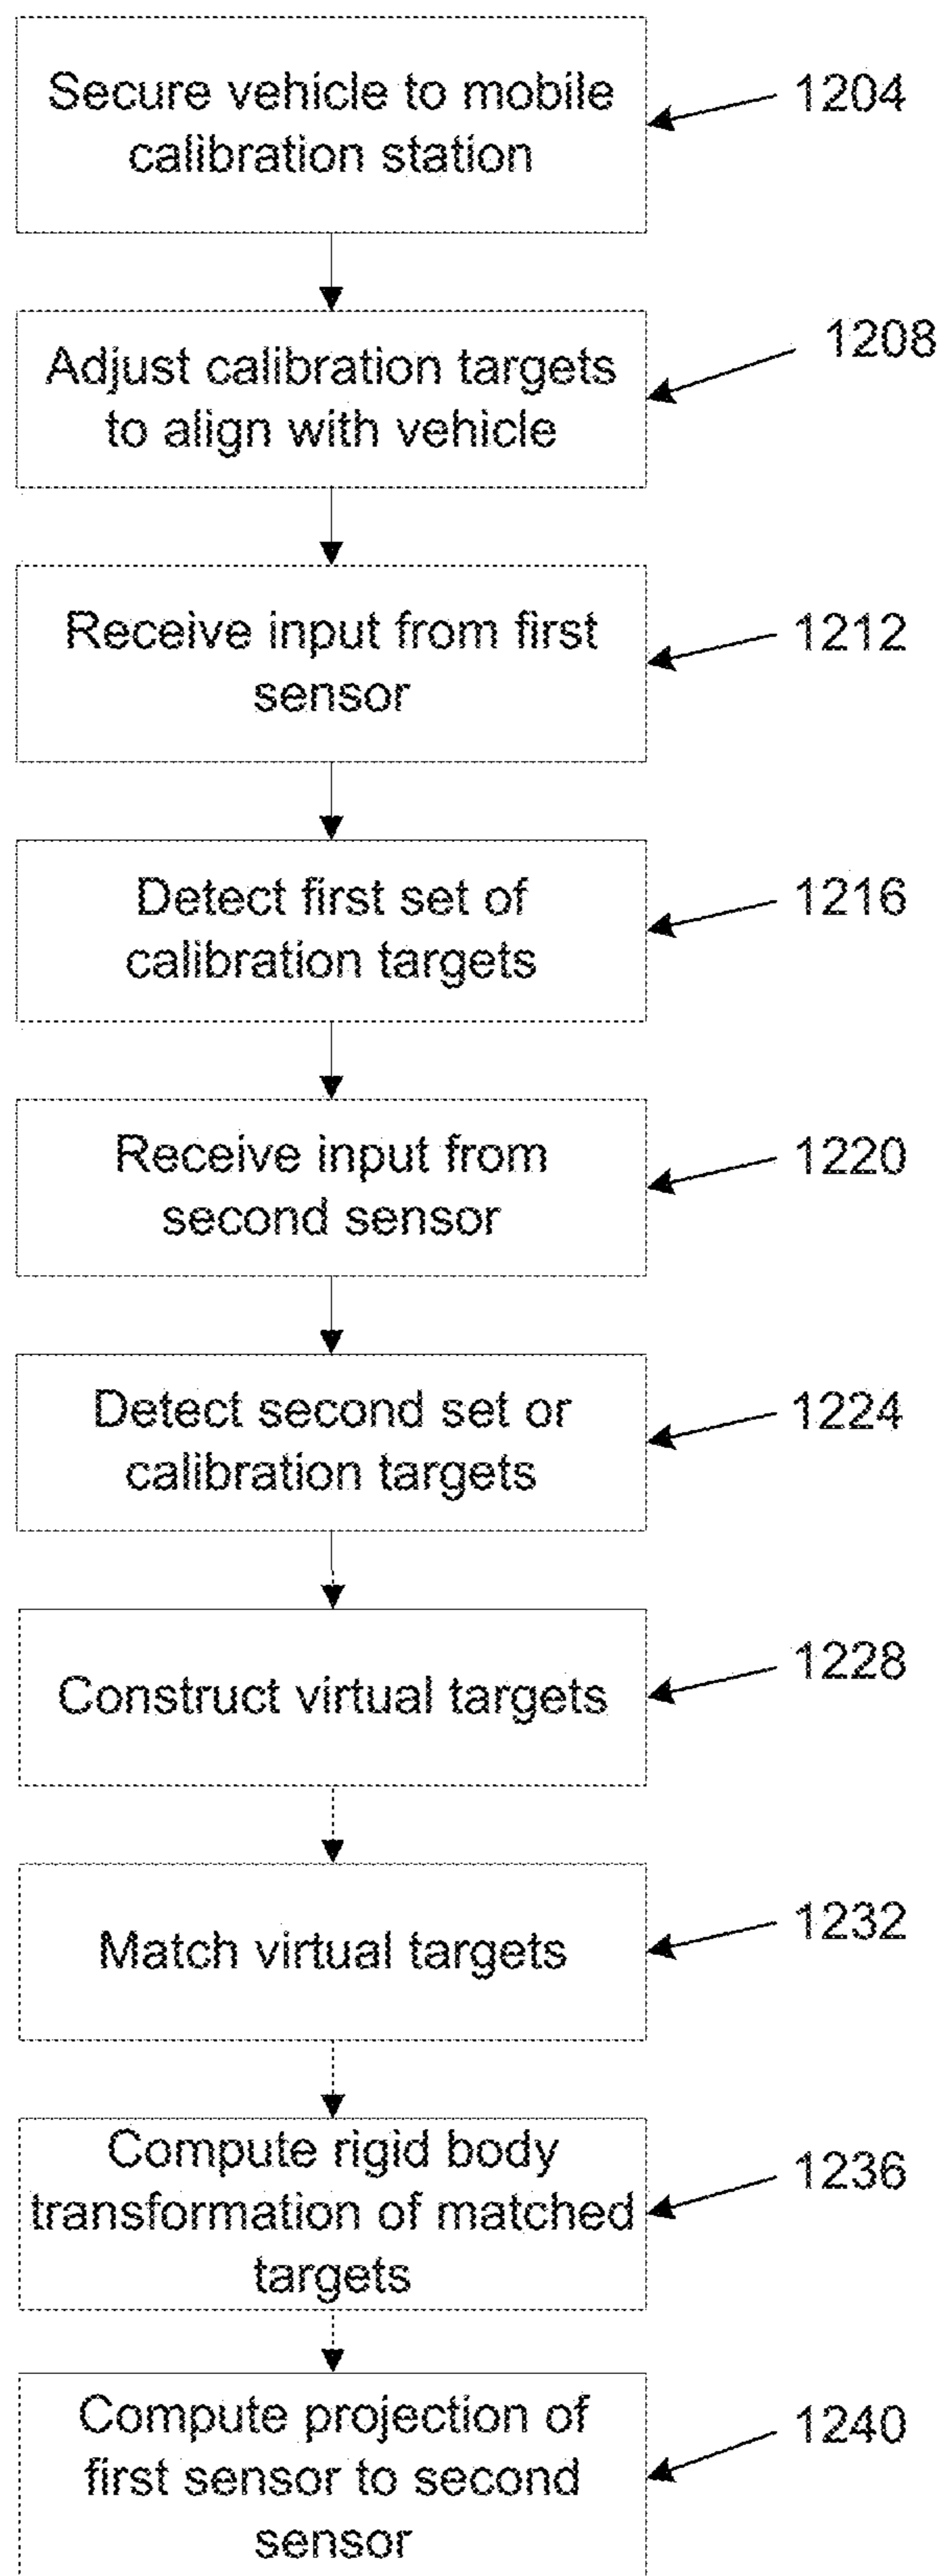 Secure vehicle to mobile
calibration station
1204
Adjust calibration targets
to align with vehicle
1208
Receive input from first
sensor
1212
Detect first set of
calibration targets
1216
Receive input from
second sensor
1220
Detect second set or
calibration targets
1224
Construct virtual targets
1228
Match virtual targets
1232
Compute rigid body
transformation of matched
targets
1236
Compute projection of
first sensor to second
sensor
1240